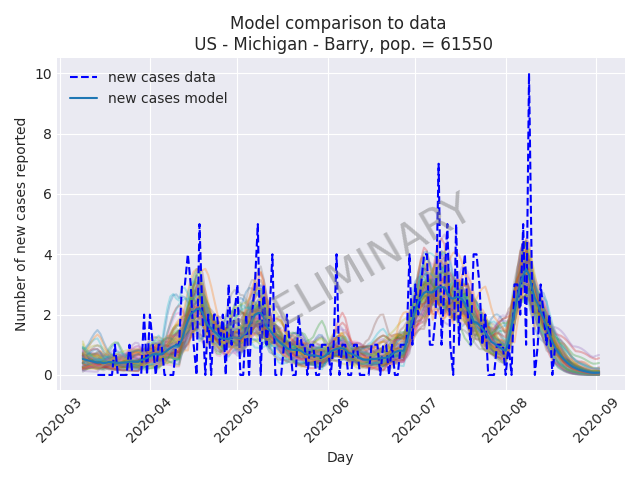 Model comparison to data
US - Michigan - Barry, pop. = 61550
new cases data
new cases model
Number of new cases reported
10
8
6
4
2
0
PRELIMINARY
2020-03
2020-04
2020-05
2020-06
2020-07
2020-08
2020-09
Day